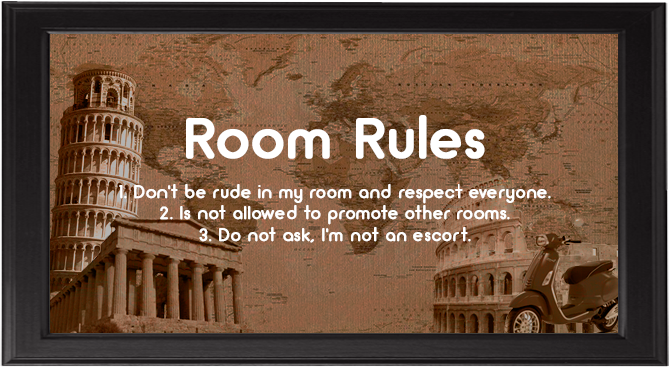 Room Rules
1. Don't be rude in my room and respect everyone.
2. Is not allowed to promote other rooms.
3. Do not ask, I'm not an escort.